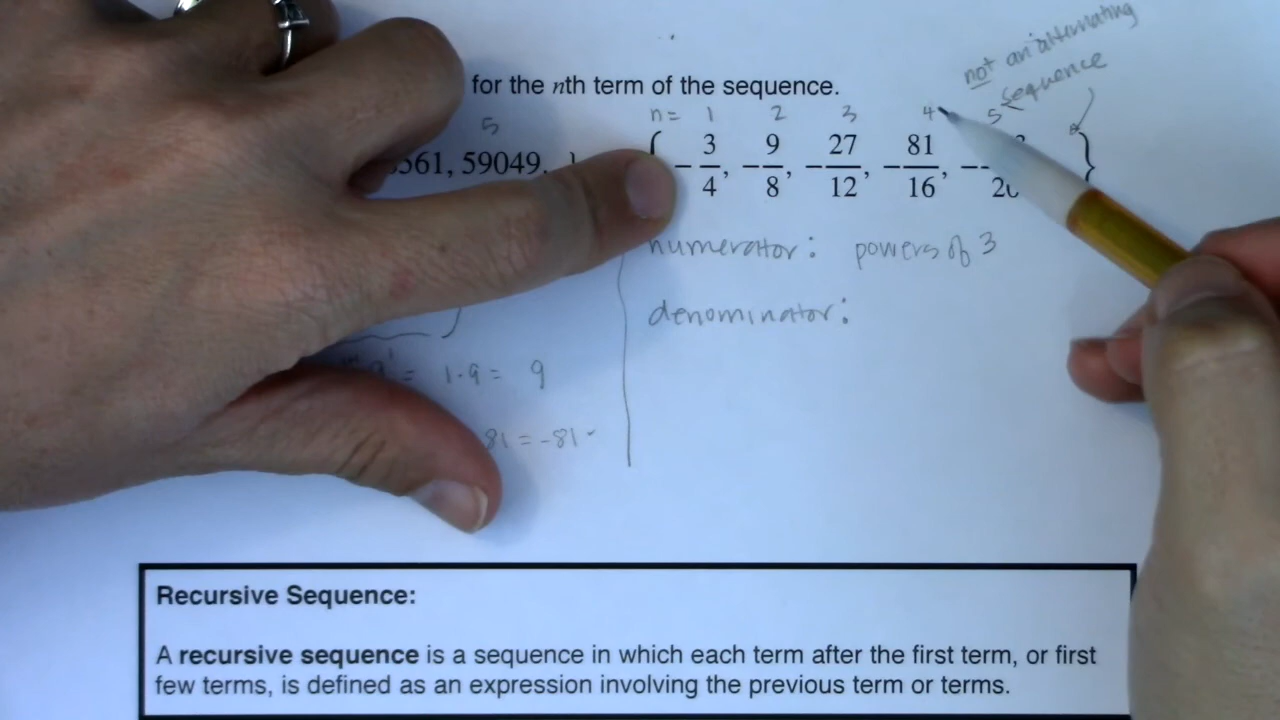 not an alternating
sequence
for the nth term of the sequence.
n= 1 2 3 4 5
5
561, 59049,
{ -3/4, -9/8, -27/12, -81/16, - }
numerator: powers of 3
denominator:
9¹ = 1·9 = 9
81 = -81
Recursive Sequence:
A recursive sequence is a sequence in which each term after the first term, or first
few terms, is defined as an expression involving the previous term or terms.